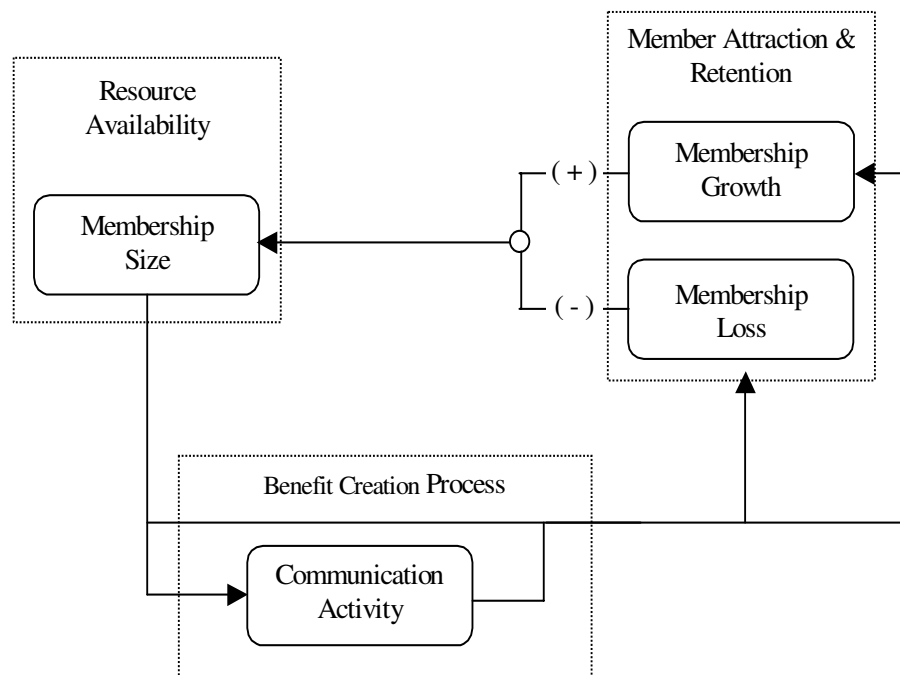 Resource
Availability
Membership
Size
Member Attraction &
Retention
( + )
Membership
Growth
( - )
Membership
Loss
Benefit Creation Process
Communication
Activity